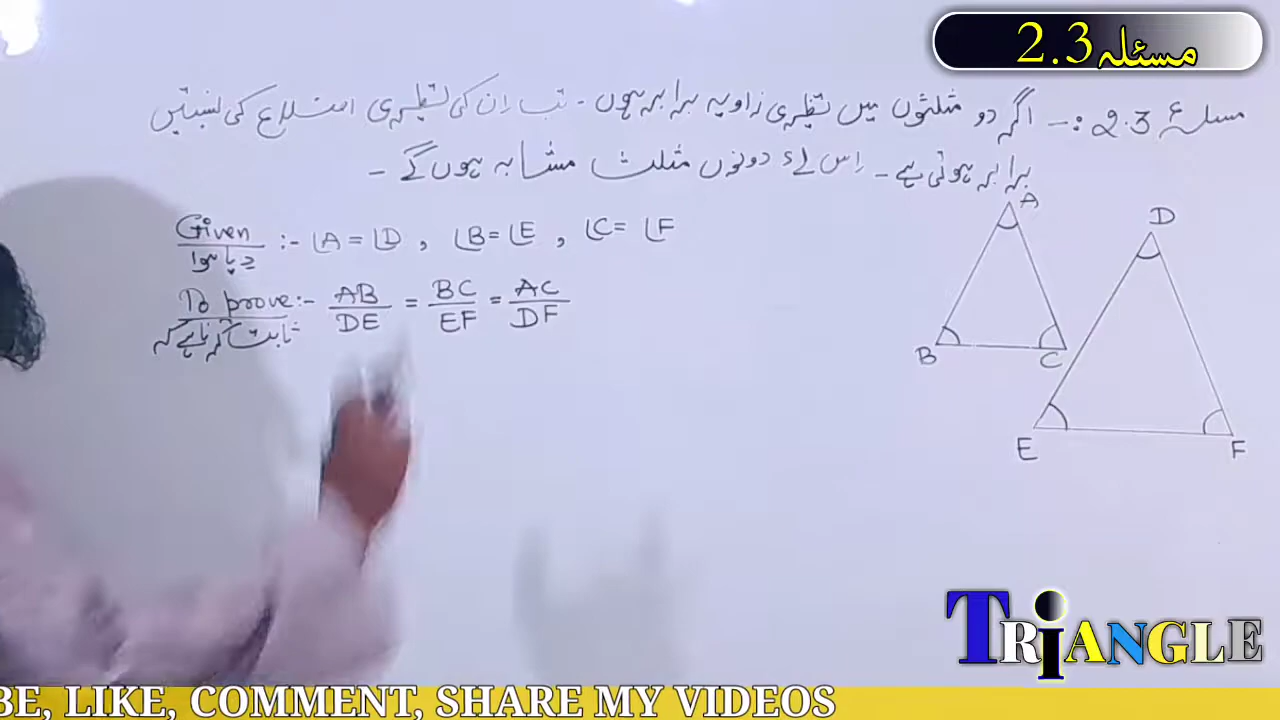 مسئلہ 2.3
مسئلہ 2.3 :- اگر دو مثلثوں میں نظیری زاویہ برابر ہوں - تب ان کی نظیری اضلاع کی نسبتیں
برابر ہوتی ہے - اس لئے دونوں مثلث مشابہ ہوں گے -
Given :- ∠A = ∠D , ∠B = ∠E , ∠C = ∠F
دیا ہوا
To prove :- AB/DE = BC/EF = AC/DF
ثابت کرنا ہے کہ
A
B
C
D
E
F
TRiANGLE
BE, LIKE, COMMENT, SHARE MY VIDEOS